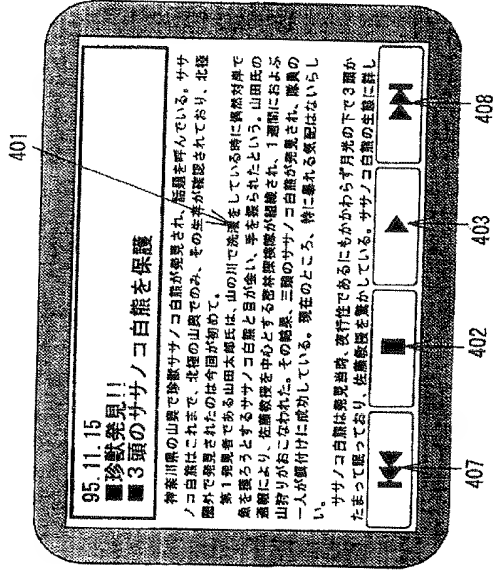 401
95.11.15
■珍獣発見!!
■3頭のササノコ白熊を保護
神奈川県の山奥で珍獣ササノコ白熊が発見され、話題を呼んでいる。ササ
ノコ白熊はこれまで、北極の山奥でのみ、その生存が確認されており、北極
圏外で発見されたのは今回が初めて。
第1発見者である山田太郎氏は、山の川で洗濯をしている時に偶然対岸で
魚を獲ろうとするササノコ白熊と目が会い、手を振られたという。山田氏の
通報により、佐藤教授を中心とする密林探検隊が組織され、1週間におよぶ
山狩りがおこなわれた。その結果、三頭のササノコ白熊が発見され、隊員の
一人が餌付けに成功している。現在のところ、特に暴れる気配はないらし
い。
ササノコ白熊は発見当時、夜行性であるにもかかわらず月光の下で3頭か
たまって眠っており、佐藤教授を驚かしている。ササノコ白熊の生態に詳し
407
402
403
408